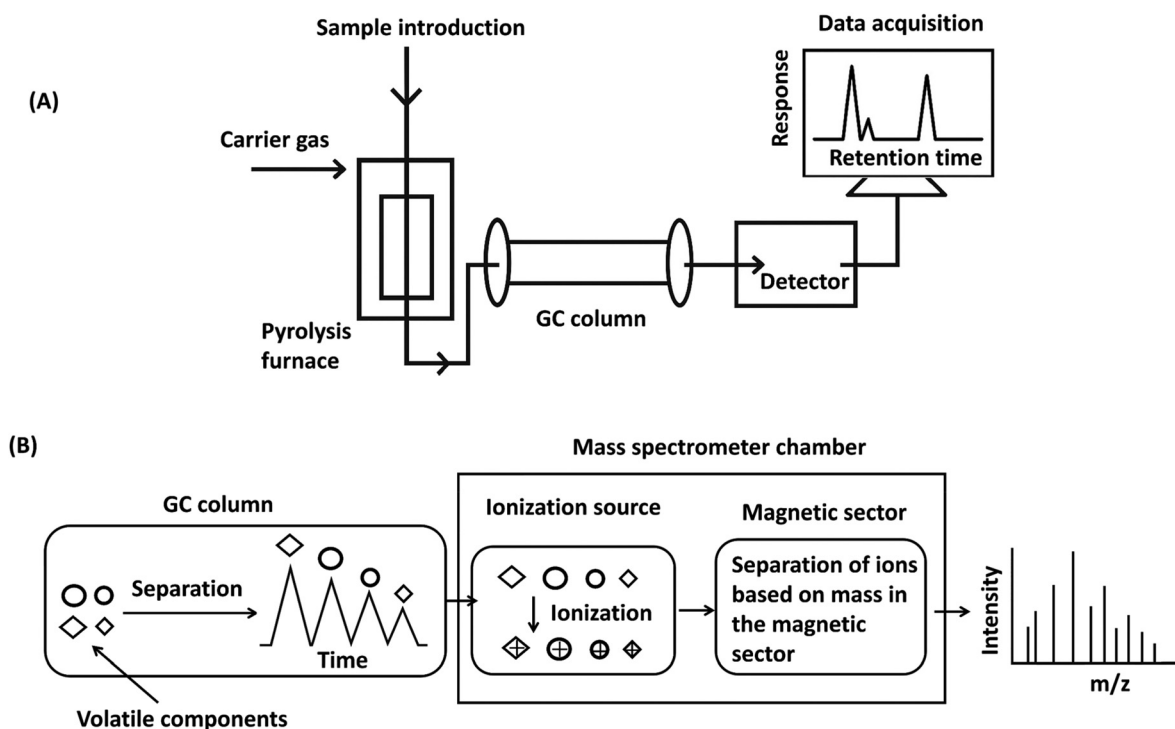 Sample introduction
Data acquisition
(A)
Carrier gas
Response
Retention time
Detector
GC column
Pyrolysis
furnace
(B)
Mass spectrometer chamber
GC column
Ionization source
Magnetic sector
Separation
Time
Ionization
Separation of ions
based on mass in
the magnetic
sector
Intensity
m/z
Volatile components